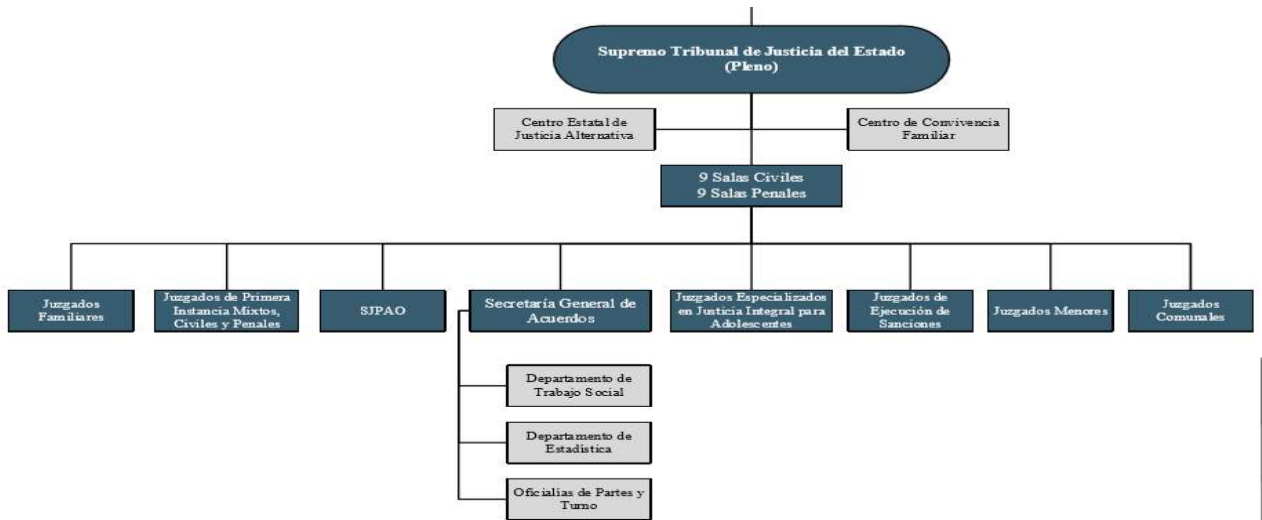 Supremo Tribunal de Justicia del Estado
(Pleno)
Centro Estatal de
Justicia Alternativa
Centro de Convivencia
Familiar
9 Salas Civiles
9 Salas Penales
Juzgados
Familiares
Juzgados de Primera
Instancia Mixtos,
Civiles y Penales
SJPAO
Secretaría General de
Acuerdos
Juzgados Especializados
en Justicia Integral para
Adolescentes
Juzgados de
Ejecución de
Sanciones
Juzgados Menores
Juzgados
Comunales
Departamento de
Trabajo Social
Departamento de
Estadística
Oficialías de Partes y
Turno